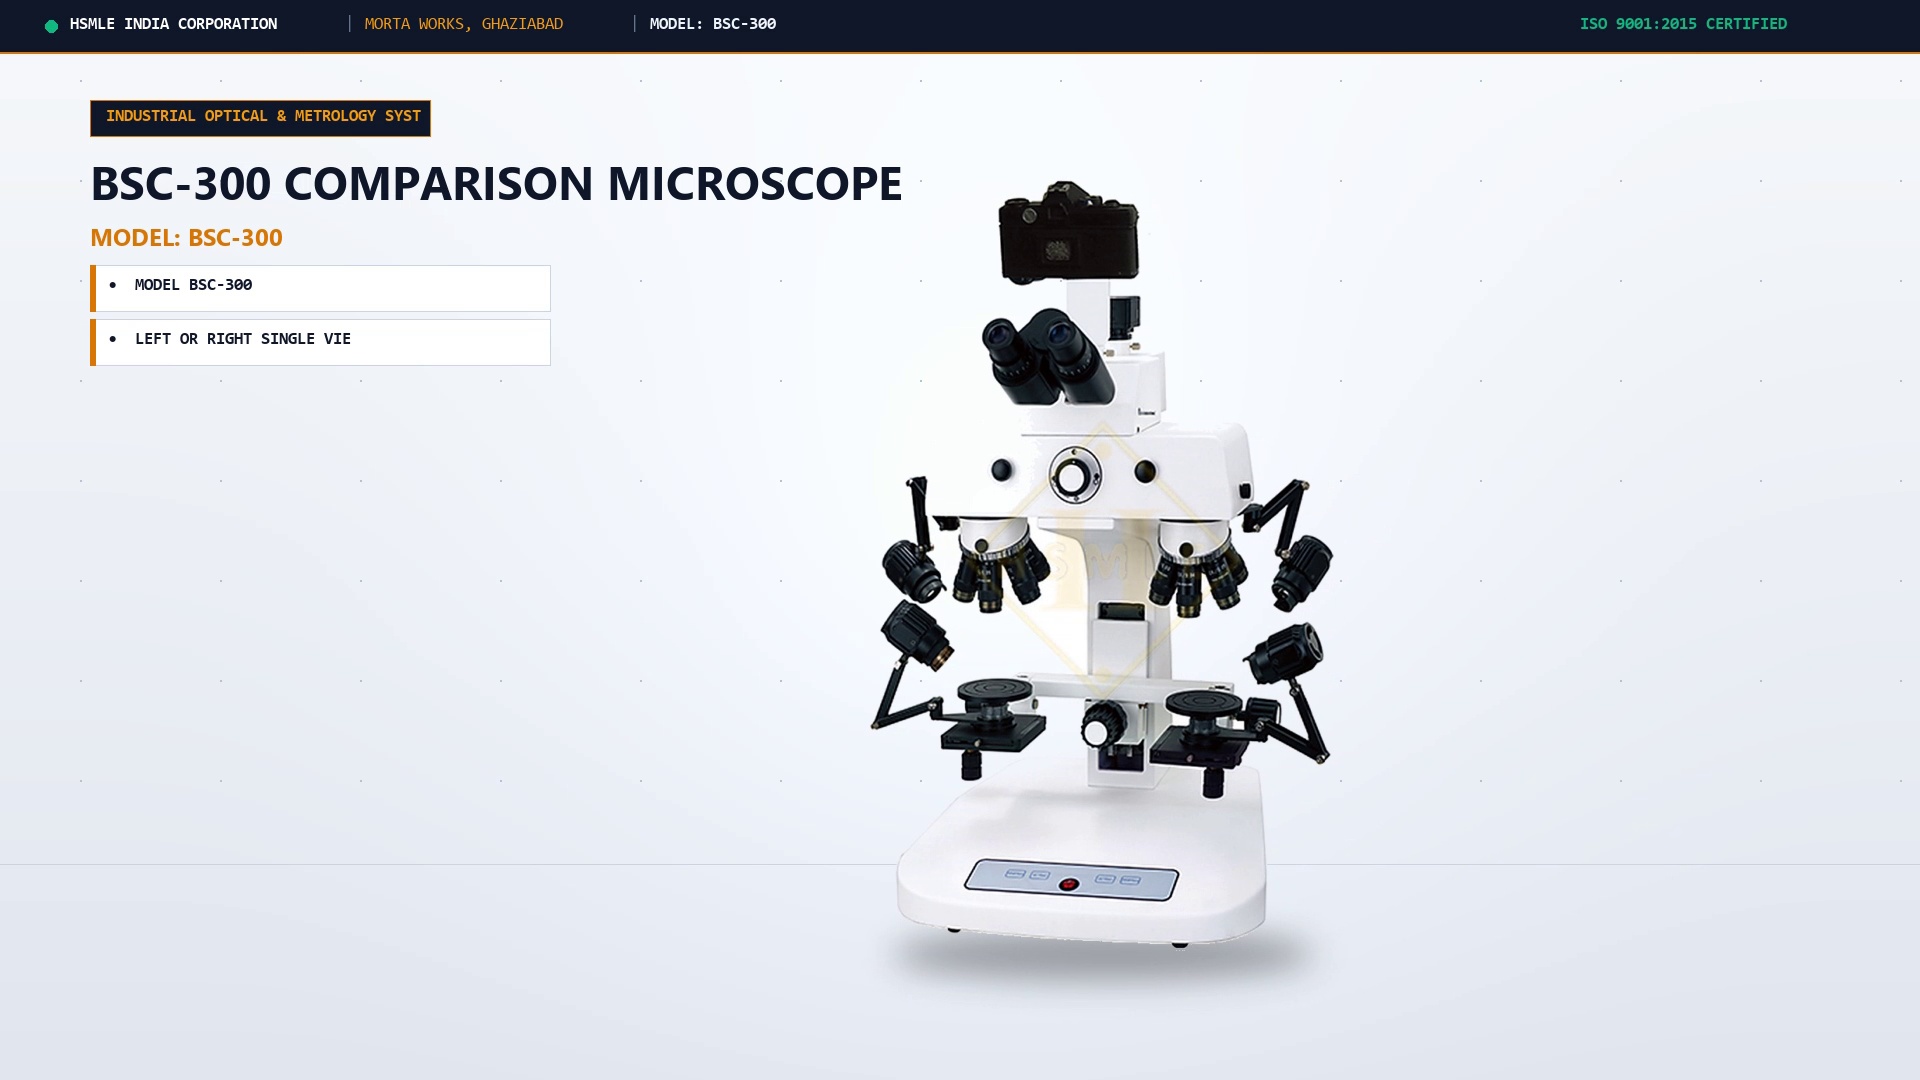 HSMLE INDIA CORPORATION
MORTA WORKS, GHAZIABAD
MODEL: BSC-300
ISO 9001:2015 CERTIFIED
INDUSTRIAL OPTICAL & METROLOGY SYST
BSC-300 COMPARISON MICROSCOPE
MODEL: BSC-300
• MODEL BSC-300
• LEFT OR RIGHT SINGLE VIE